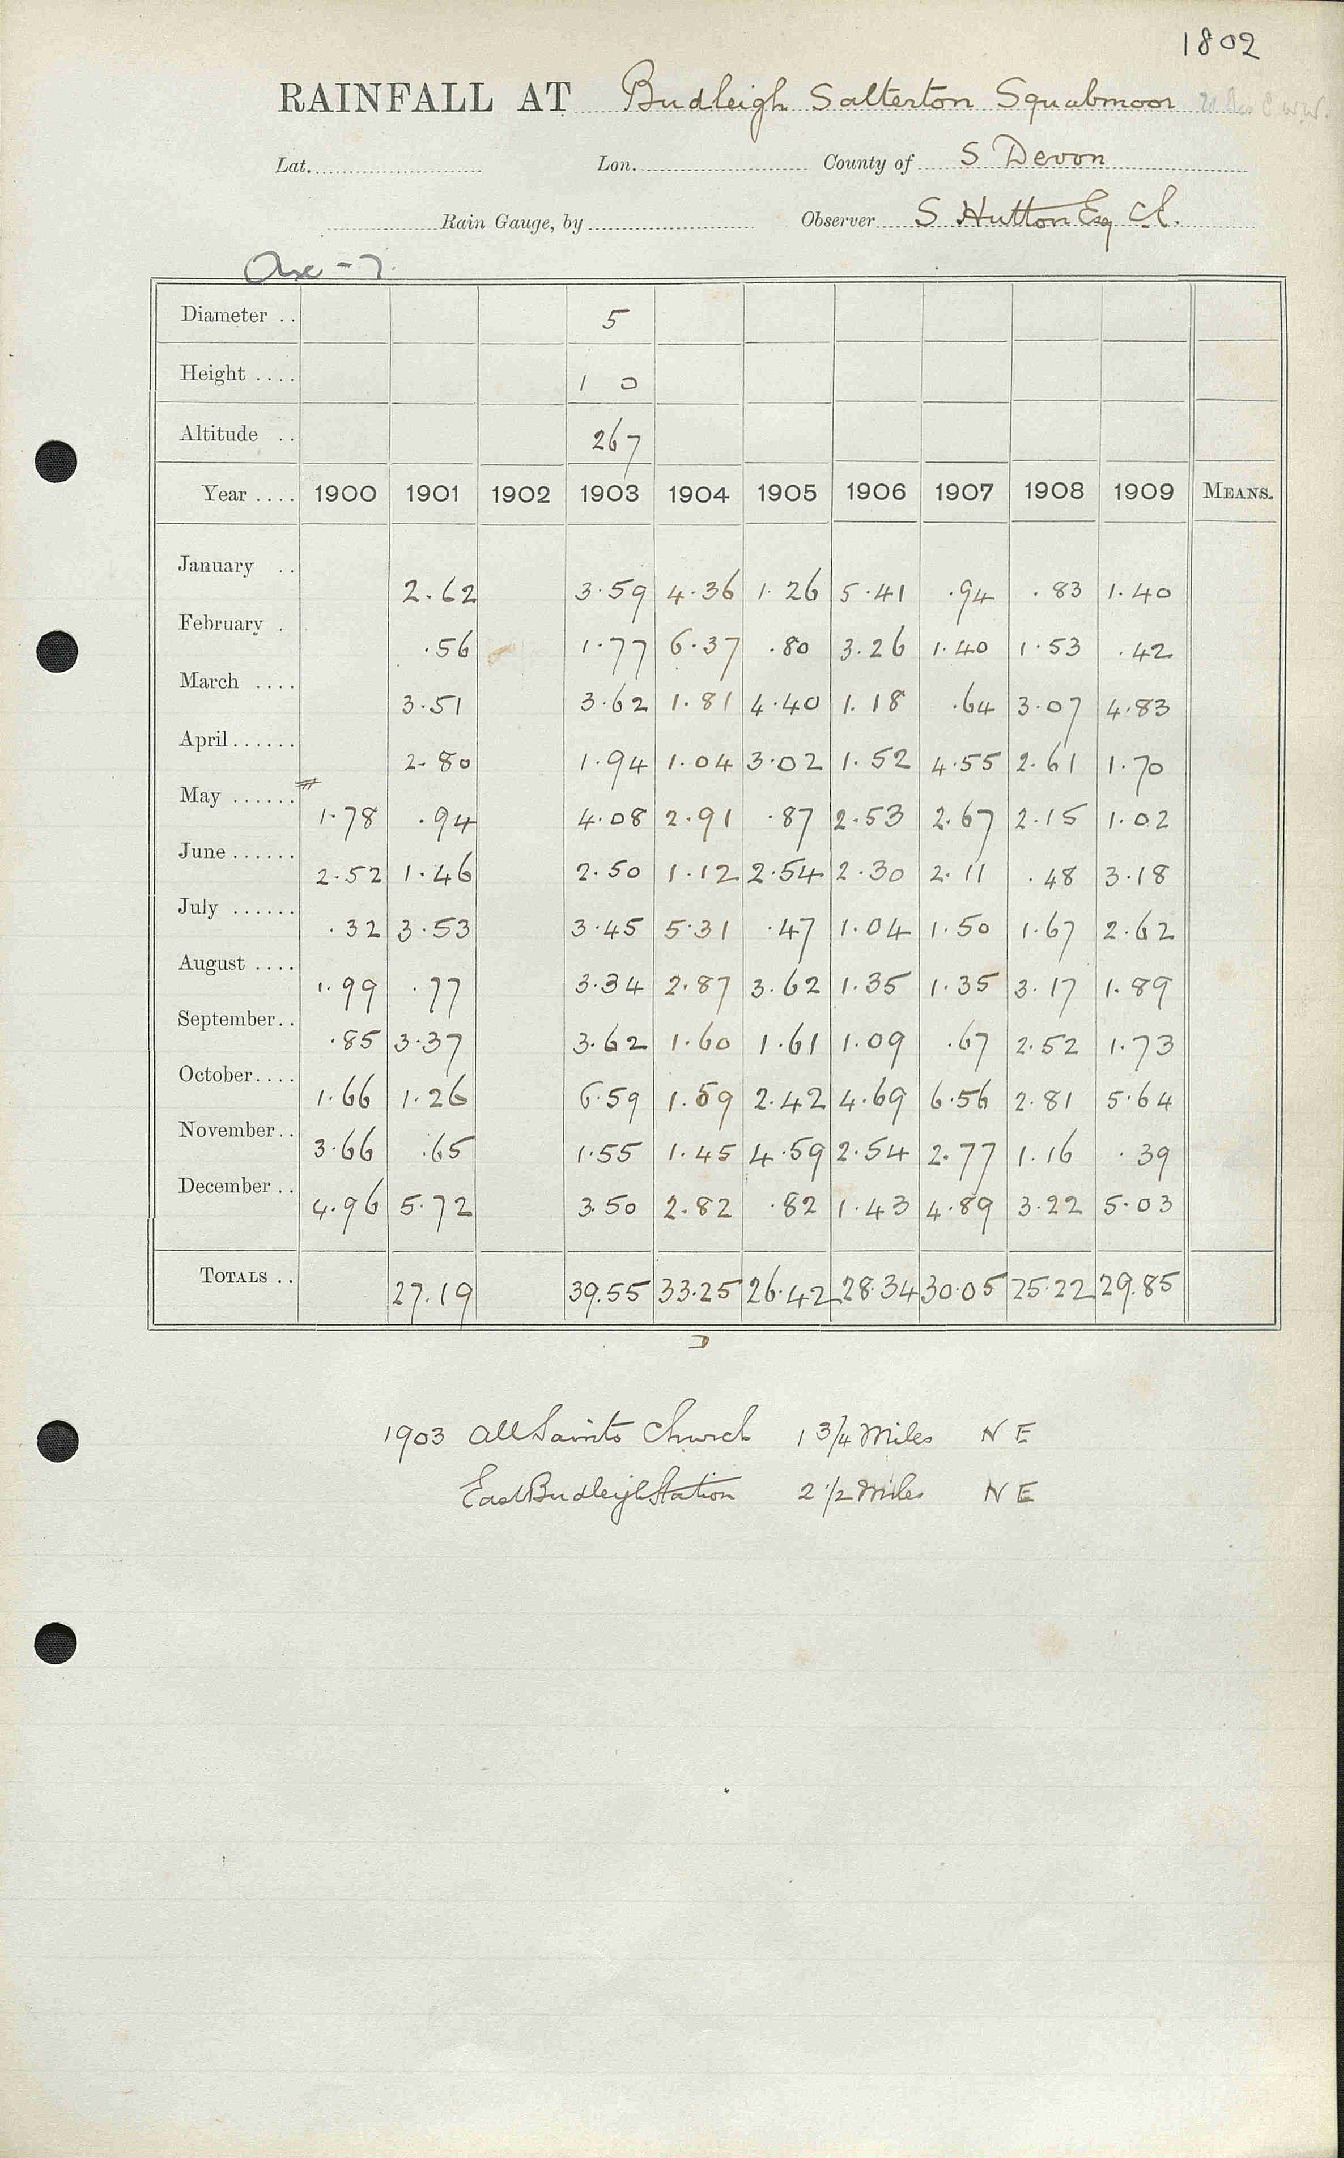 1802
RAINFALL AT Budleigh Salterton Squabmoor
Lat. Lon. County of S Devon
Rain Gauge, by Observer S Hutton Esq
Axe - 7.
Diameter .. 5
Height .... 1 0
Altitude .. 267
Year .... 1900 1901 1902 1903 1904 1905 1906 1907 1908 1909 MEANS.
January .. 2.62 3.59 4.36 1.26 5.41 .94 .83 1.40
February . .56 1.77 6.37 .80 3.26 1.40 1.53 .42
March .... 3.51 3.62 1.81 4.40 1.18 .64 3.07 4.83
April...... 2.80 1.94 1.04 3.02 1.52 4.55 2.61 1.70
May ...... 1.78 .94 4.08 2.91 .87 2.53 2.67 2.15 1.02
June...... 2.52 1.46 2.50 1.12 2.54 2.30 2.11 .48 3.18
July ...... .32 3.53 3.45 5.31 .47 1.04 1.50 1.67 2.62
August .... 1.99 .77 3.34 2.87 3.62 1.35 1.35 3.17 1.89
September.. .85 3.37 3.62 1.60 1.61 1.09 .67 2.52 1.73
October.... 1.66 1.26 6.59 1.59 2.42 4.69 6.56 2.81 5.64
November.. 3.66 .65 1.55 1.45 4.59 2.54 2.77 1.16 .39
December .. 4.96 5.72 3.50 2.82 .82 1.43 4.89 3.22 5.03
TOTALS .. 27.19 39.55 33.25 26.42 28.34 30.05 25.22 29.85
1903 All Saints Church 1 3/4 Miles N E
East Budleigh Station 2 1/2 Miles N E